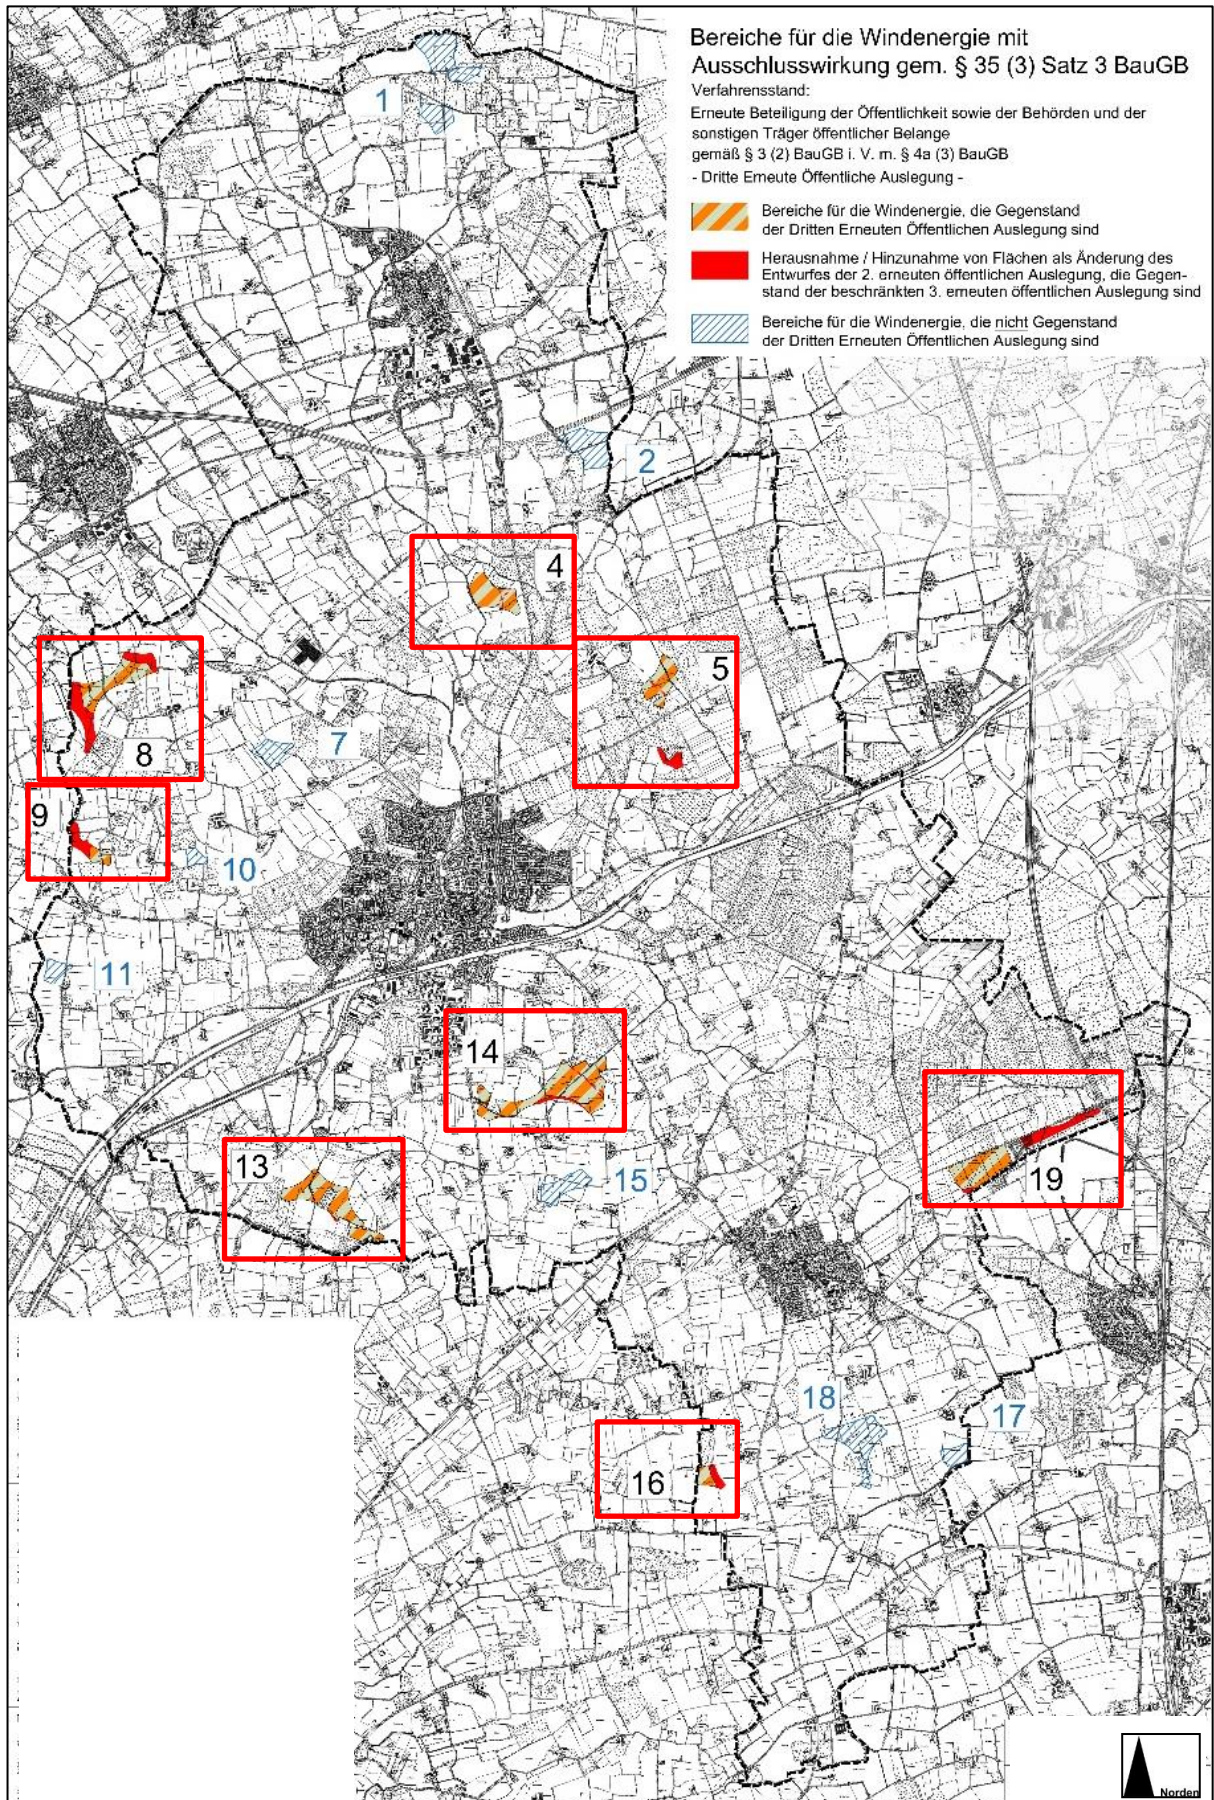 Bereiche für die Windenergie mit
Ausschlusswirkung gem. § 35 (3) Satz 3 BauGB
Verfahrensstand:
Erneute Beteiligung der Öffentlichkeit sowie der Behörden und der
sonstigen Träger öffentlicher Belange
gemäß § 3 (2) BauGB i. V. m. § 4a (3) BauGB
- Dritte Erneute Öffentliche Auslegung -
Bereiche für die Windenergie, die Gegenstand
der Dritten Erneuten Öffentlichen Auslegung sind
Herausnahme / Hinzunahme von Flächen als Änderung des
Entwurfes der 2. erneuten öffentlichen Auslegung, die Gegen-
stand der beschränkten 3. erneuten öffentlichen Auslegung sind
Bereiche für die Windenergie, die nicht Gegenstand
der Dritten Erneuten Öffentlichen Auslegung sind
1
2
4
5
8
7
9
10
11
14
13
15
19
18
17
16
Norden